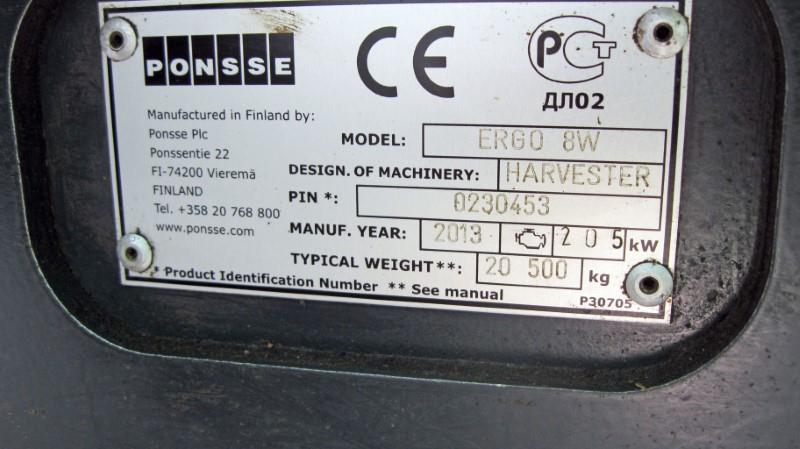 PONSSE
CE
PCT
ДЛ02
Manufactured in Finland by:
Ponsse Plc
Ponssentie 22
FI-74200 Vieremä
FINLAND
Tel. +358 20 768 800
www.ponsse.com
MODEL: ERGO 8W
DESIGN. OF MACHINERY: HARVESTER
PIN *: 0230453
MANUF. YEAR: 2013 205 kW
TYPICAL WEIGHT**: 20 500 kg
* Product Identification Number ** See manual
P30705